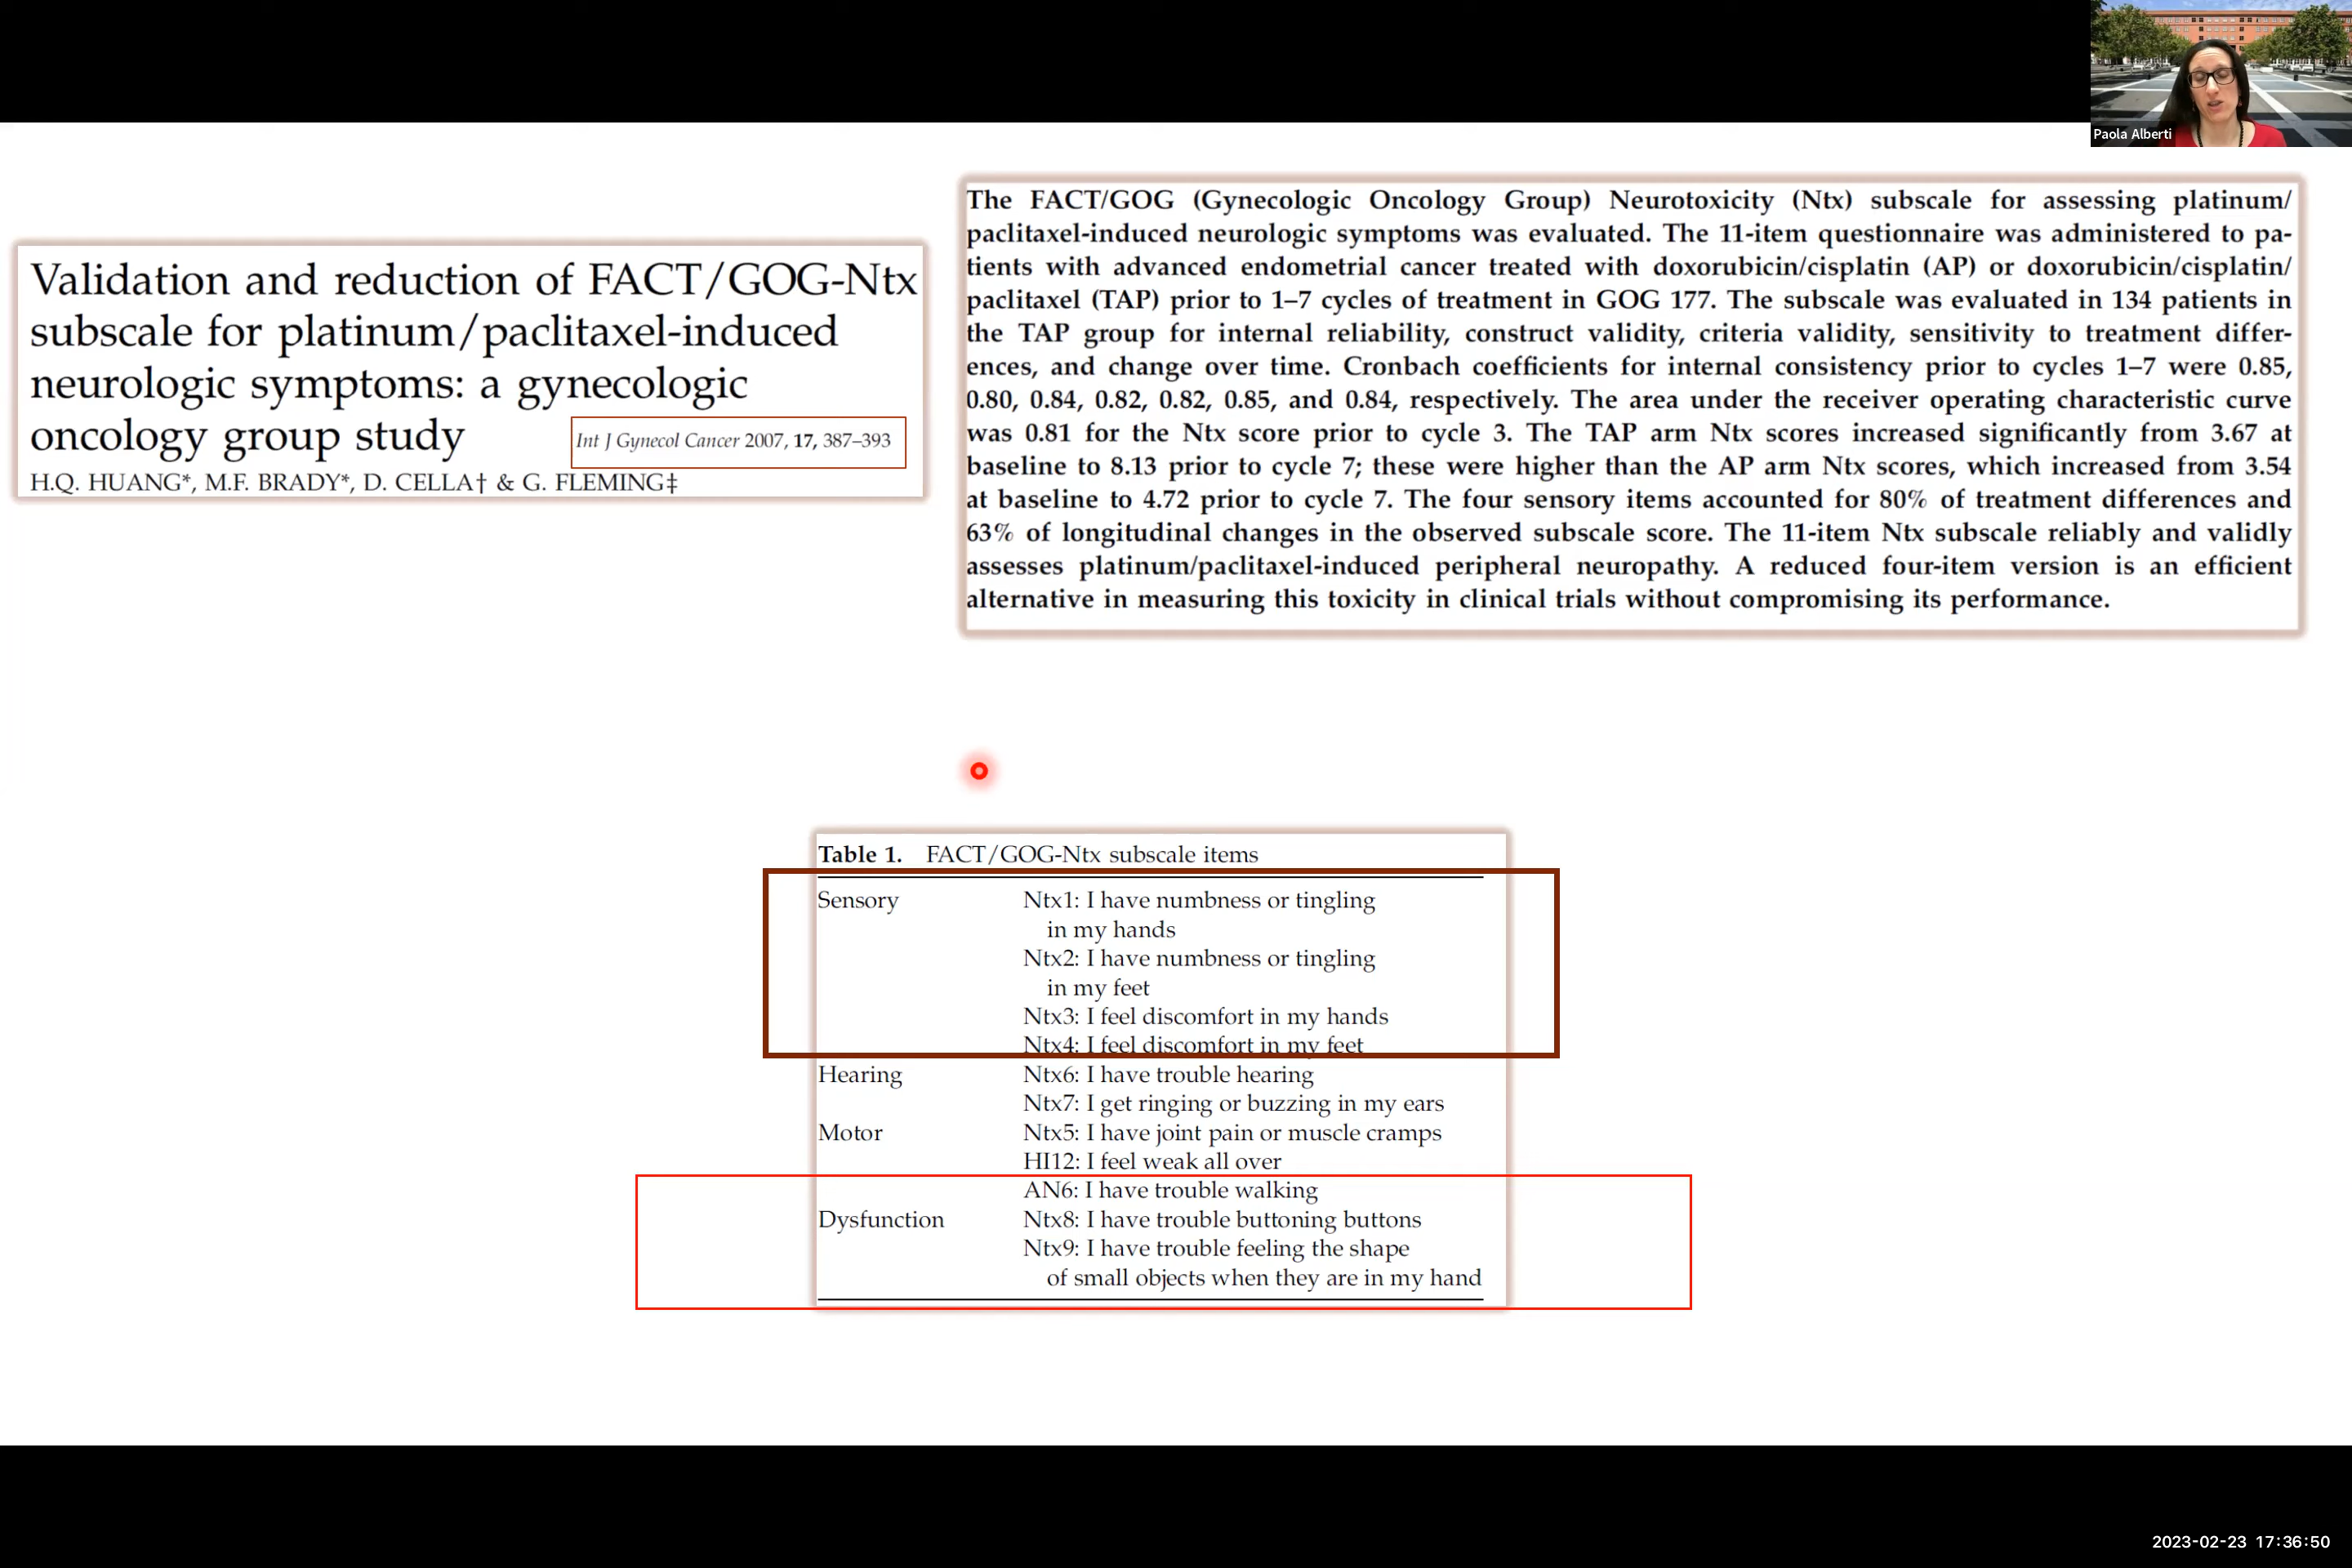 Paola Alberti
Validation and reduction of FACT/GOG-Ntx
subscale for platinum/paclitaxel-induced
neurologic symptoms: a gynecologic
oncology group study
Int J Gynecol Cancer 2007, 17, 387–393
H.Q. HUANG*, M.F. BRADY*, D. CELLA† & G. FLEMING‡
The FACT/GOG (Gynecologic Oncology Group) Neurotoxicity (Ntx) subscale for assessing platinum/
paclitaxel-induced neurologic symptoms was evaluated. The 11-item questionnaire was administered to pa-
tients with advanced endometrial cancer treated with doxorubicin/cisplatin (AP) or doxorubicin/cisplatin/
paclitaxel (TAP) prior to 1–7 cycles of treatment in GOG 177. The subscale was evaluated in 134 patients in
the TAP group for internal reliability, construct validity, criteria validity, sensitivity to treatment differ-
ences, and change over time. Cronbach coefficients for internal consistency prior to cycles 1–7 were 0.85,
0.80, 0.84, 0.82, 0.82, 0.85, and 0.84, respectively. The area under the receiver operating characteristic curve
was 0.81 for the Ntx score prior to cycle 3. The TAP arm Ntx scores increased significantly from 3.67 at
baseline to 8.13 prior to cycle 7; these were higher than the AP arm Ntx scores, which increased from 3.54
at baseline to 4.72 prior to cycle 7. The four sensory items accounted for 80% of treatment differences and
63% of longitudinal changes in the observed subscale score. The 11-item Ntx subscale reliably and validly
assesses platinum/paclitaxel-induced peripheral neuropathy. A reduced four-item version is an efficient
alternative in measuring this toxicity in clinical trials without compromising its performance.
Table 1. FACT/GOG-Ntx subscale items
Sensory Ntx1: I have numbness or tingling
in my hands
Ntx2: I have numbness or tingling
in my feet
Ntx3: I feel discomfort in my hands
Ntx4: I feel discomfort in my feet
Hearing Ntx6: I have trouble hearing
Ntx7: I get ringing or buzzing in my ears
Motor Ntx5: I have joint pain or muscle cramps
HI12: I feel weak all over
AN6: I have trouble walking
Dysfunction Ntx8: I have trouble buttoning buttons
Ntx9: I have trouble feeling the shape
of small objects when they are in my hand
2023-02-23 17:36:50